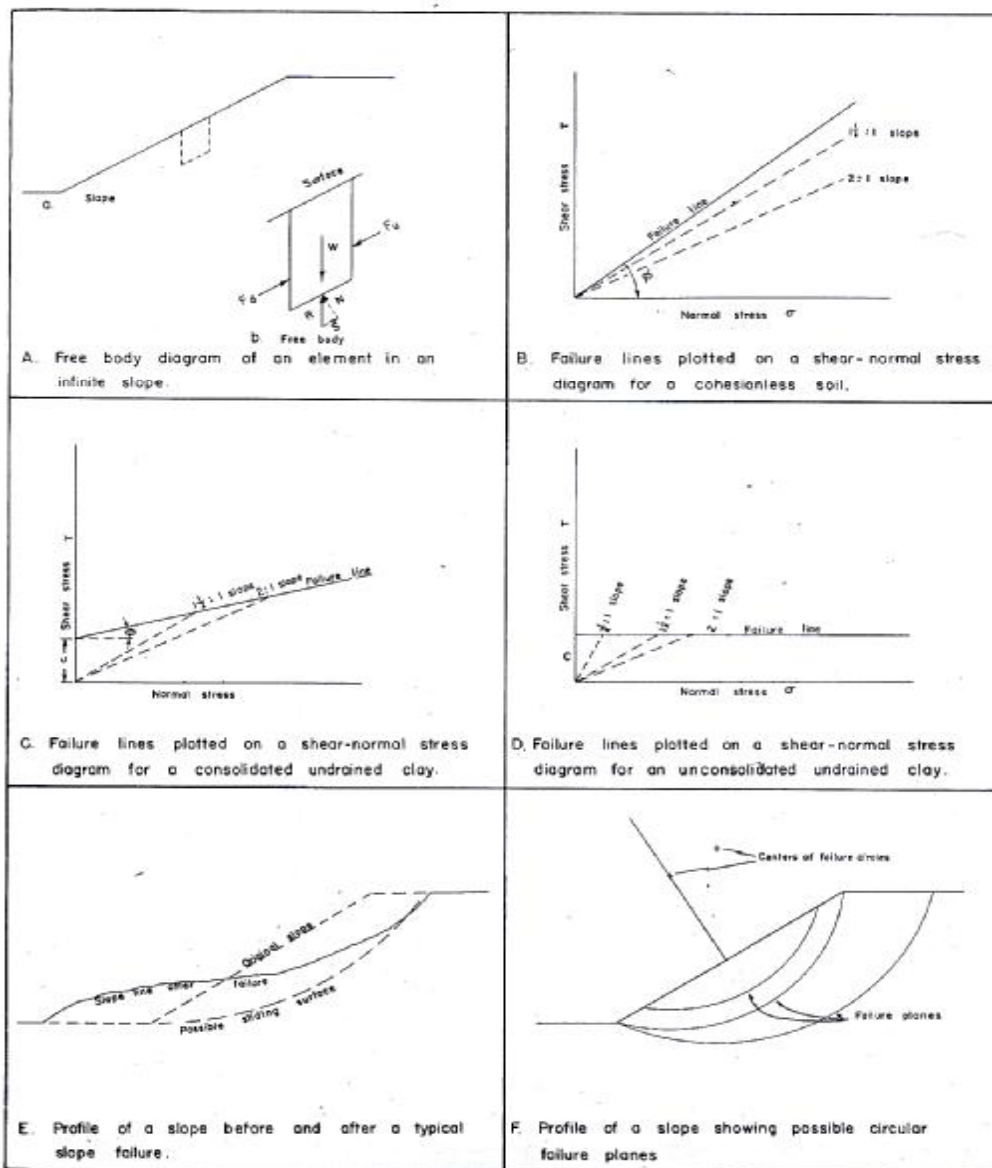 a.
Slope
Surface
W
Fu
F
R
N
S
b. Free body
A. Free body diagram of an element in an
infinite slope.
Shear stress T
Failure line
1½:1 slope
2:1 slope
Normal stress σ
B. Failure lines plotted on a shear-normal stress
diagram for a cohesionless soil.
Shear stress T
C
1½:1 slope
2:1 slope
Failure line
Normal stress
C. Failure lines plotted on a shear-normal stress
diagram for a consolidated undrained clay.
Shear stress T
C
slope
1½:1 slope
2:1 slope
Failure line
Normal stress σ
D. Failure lines plotted on a shear-normal stress
diagram for an unconsolidated undrained clay.
slope
Slope line after failure
Possible sliding surface
E. Profile of a slope before and after a typical
slope failure.
Centers of failure circles
Failure planes
F. Profile of a slope showing possible circular
failure planes